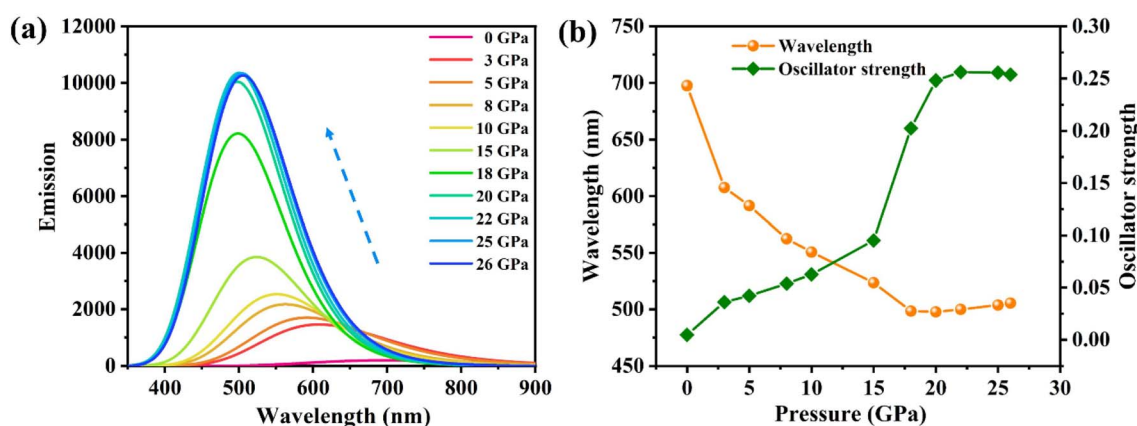 (a)
12000
10000
8000
6000
4000
2000
0
Emission
400 500 600 700 800 900
Wavelength (nm)
0 GPa
3 GPa
5 GPa
8 GPa
10 GPa
15 GPa
18 GPa
20 GPa
22 GPa
25 GPa
26 GPa
(b)
750
700
650
600
550
500
450
Wavelength (nm)
Wavelength
Oscillator strength
0.30
0.25
0.20
0.15
0.10
0.05
0.00
Oscillator strength
0 5 10 15 20 25 30
Pressure (GPa)